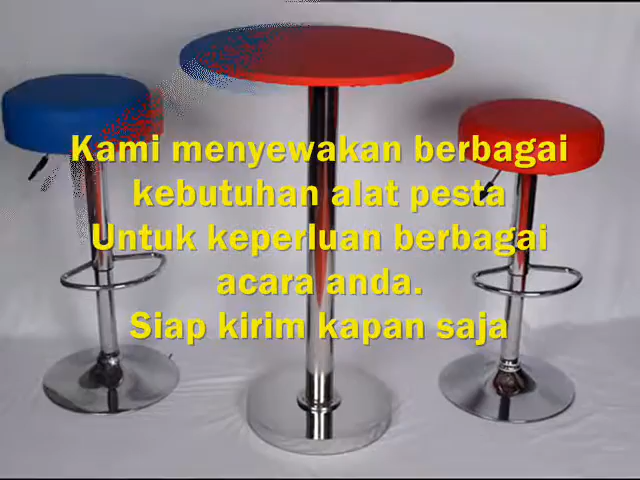 Kami menyewakan berbagai
kebutuhan alat pesta
Untuk keperluan berbagai
acara anda.
Siap kirim kapan saja